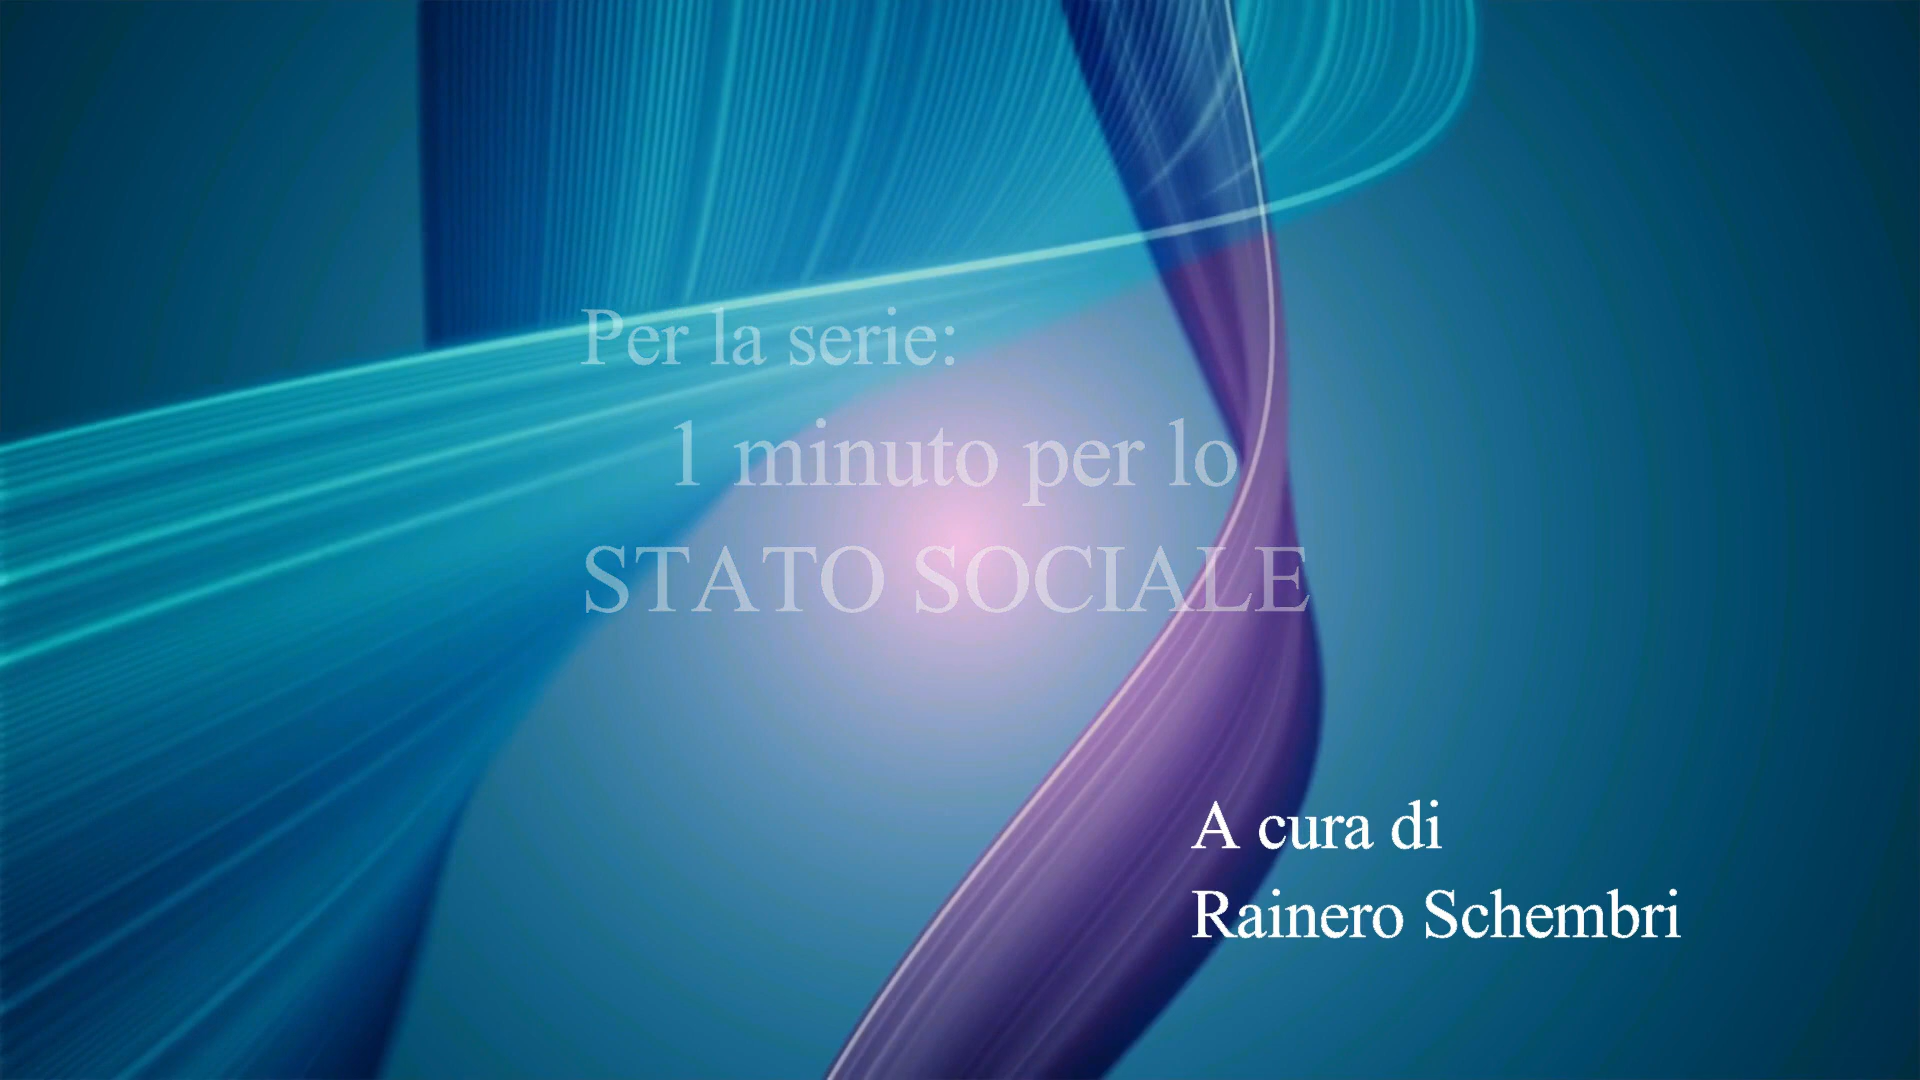 Per la serie:
1 minuto per lo
STATO SOCIALE
A cura di
Rainero Schembri